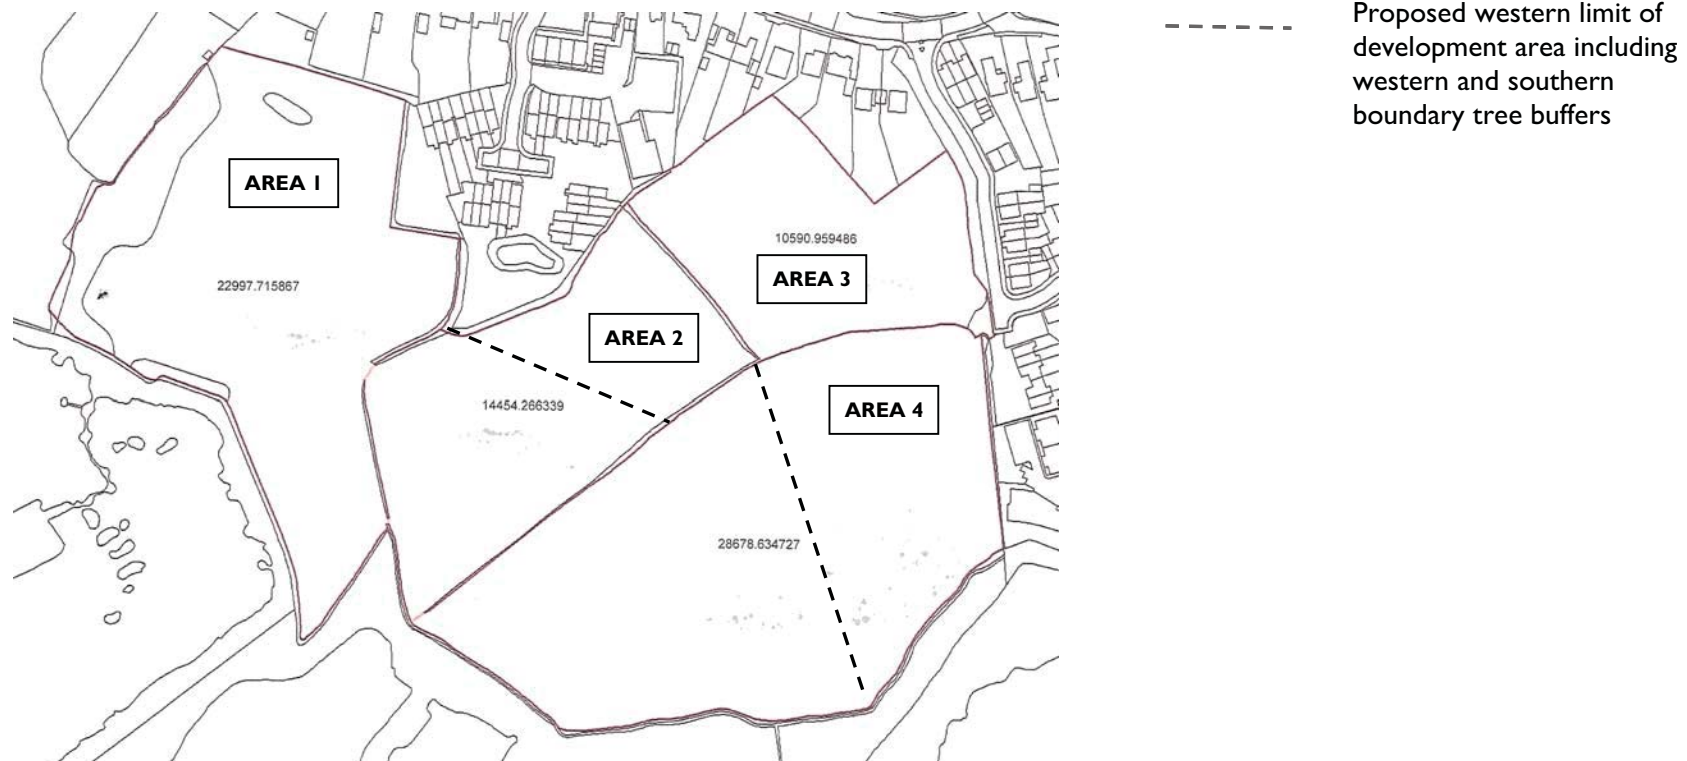 Proposed western limit of
development area including
western and southern
boundary tree buffers
AREA 1
10590.959486
AREA 3
22997.715867
AREA 2
14454.266339
AREA 4
28678.634727